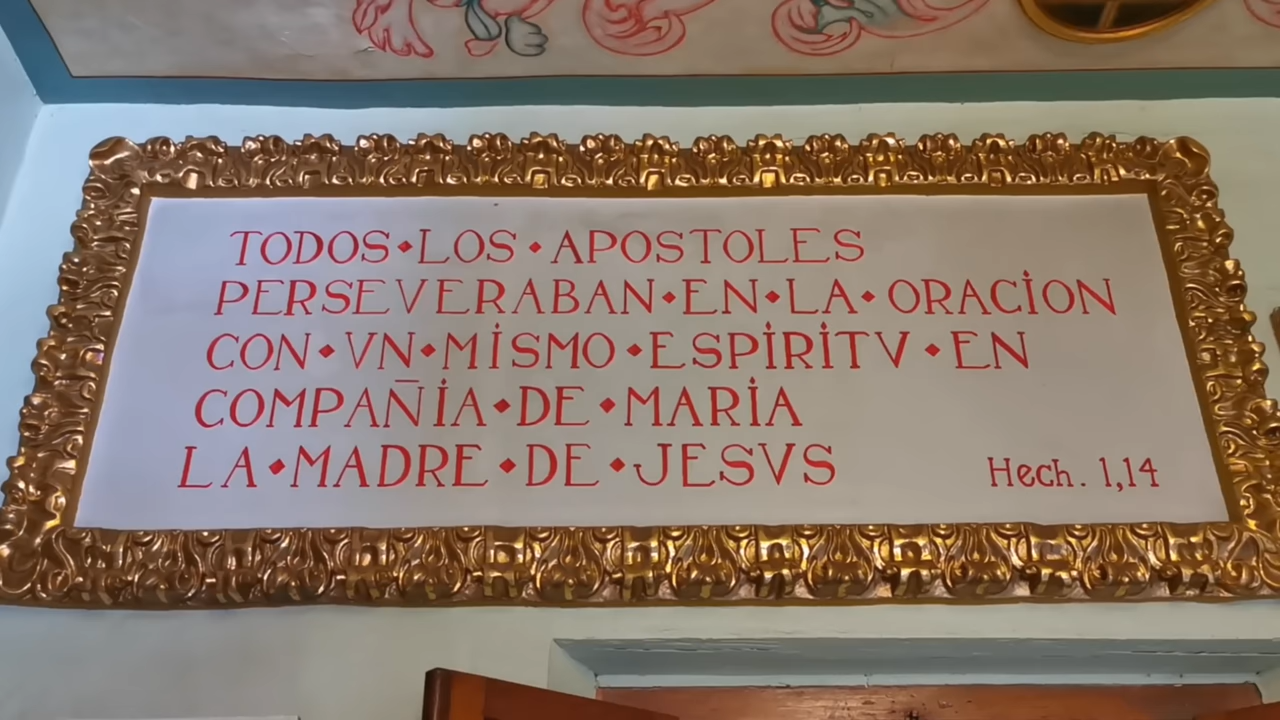 TODOS◆LOS◆APOSTOLES
PERSEVERABAN◆EN◆LA◆ORACION
CON◆VN◆MISMO◆ESPIRITV◆EN
COMPAÑIA◆DE◆MARIA
LA◆MADRE◆DE◆JESVS
Hech. 1,14